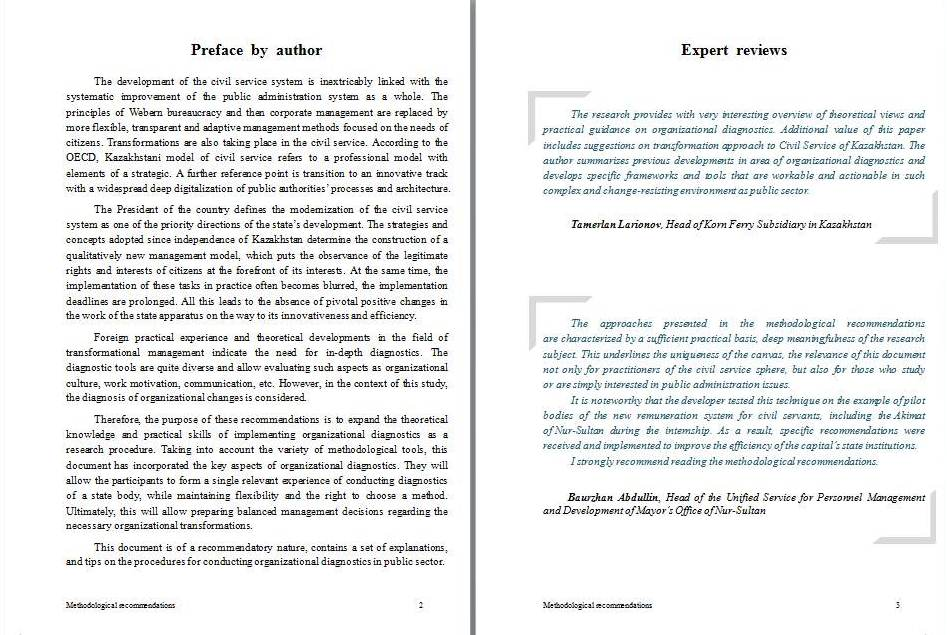 Preface by author
The development of the civil service system is inextricably linked with the
systematic improvement of the public administration system as a whole. The
principles of Webern bureaucracy and then corporate management are replaced by
more flexible, transparent and adaptive management methods focused on the needs of
citizens. Transformations are also taking place in the civil service. According to the
OECD, Kazakhstani model of civil service refers to a professional model with
elements of a strategic. A further reference point is transition to an innovative track
with a widespread deep digitalization of public authorities' processes and architecture.
The President of the country defines the modernization of the civil service
system as one of the priority directions of the state's development. The strategies and
concepts adopted since independence of Kazakhstan determine the construction of a
qualitatively new management model, which puts the observance of the legitimate
rights and interests of citizens at the forefront of its interests. At the same time, the
implementation of these tasks in practice often becomes blurred, the implementation
deadlines are prolonged. All this leads to the absence of pivotal positive changes in
the work of the state apparatus on the way to its innovativeness and efficiency.
Foreign practical experience and theoretical developments in the field of
transformational management indicate the need for in-depth diagnostics. The
diagnostic tools are quite diverse and allow evaluating such aspects as organizational
culture, work motivation, communication, etc. However, in the context of this study,
the diagnosis of organizational changes is considered.
Therefore, the purpose of these recommendations is to expand the theoretical
knowledge and practical skills of implementing organizational diagnostics as a
research procedure. Taking into account the variety of methodological tools, this
document has incorporated the key aspects of organizational diagnostics. They will
allow the participants to form a single relevant experience of conducting diagnostics
of a state body, while maintaining flexibility and the right to choose a method.
Ultimately, this will allow preparing balanced management decisions regarding the
necessary organizational transformations.
This document is of a recommendatory nature, contains a set of explanations,
and tips on the procedures for conducting organizational diagnostics in public sector.
Methodological recommendations 2
Expert reviews
The research provides with very interesting overview of theoretical views and
practical guidance on organizational diagnostics. Additional value of this paper
includes suggestions on transformation approach to Civil Service of Kazakhstan. The
author summarizes previous developments in area of organizational diagnostics and
develops specific frameworks and tools that are workable and actionable in such
complex and change-resisting environment as public sector.
Tamerlan Larionov, Head of Korn Ferry Subsidiary in Kazakhstan
The approaches presented in the methodological recommendations
are characterized by a sufficient practical basis, deep meaningfulness of the research
subject. This underlines the uniqueness of the canvas, the relevance of this document
not only for practitioners of the civil service sphere, but also for those who study
or are simply interested in public administration issues.
It is noteworthy that the developer tested this technique on the example of pilot
bodies of the new remuneration system for civil servants, including the Akimat
of Nur-Sultan during the internship. As a result, specific recommendations were
received and implemented to improve the efficiency of the capital's state institutions.
I strongly recommend reading the methodological recommendations.
Baurzhan Abdullin, Head of the Unified Service for Personnel Management
and Development of Mayor's Office of Nur-Sultan
Methodological recommendations 3